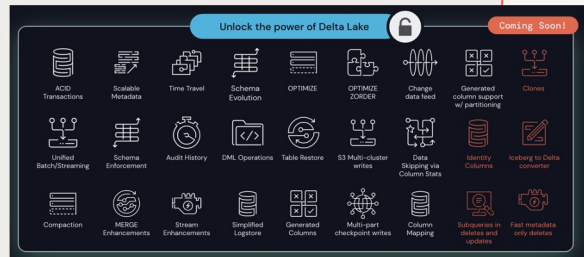 Unlock the power of Delta Lake
Coming Soon!
ACID
Transactions
Scalable
Metadata
Time Travel
Schema
Evolution
OPTIMIZE
OPTIMIZE
ZORDER
Change
data feed
Generated
column support
w/ partitioning
Clones
Unified
Batch/Streaming
Schema
Enforcement
Audit History
DML Operations
Table Restore
S3 Multi-cluster
writes
Data
Skipping via
Column Stats
Identity
Columns
Iceberg to Delta
converter
Compaction
MERGE
Enhancements
Stream
Enhancements
Simplified
Logstore
Generated
Columns
Multi-part
checkpoint writes
Column
Mapping
Subqueries in
deletes and
updates
Fast metadata
only deletes